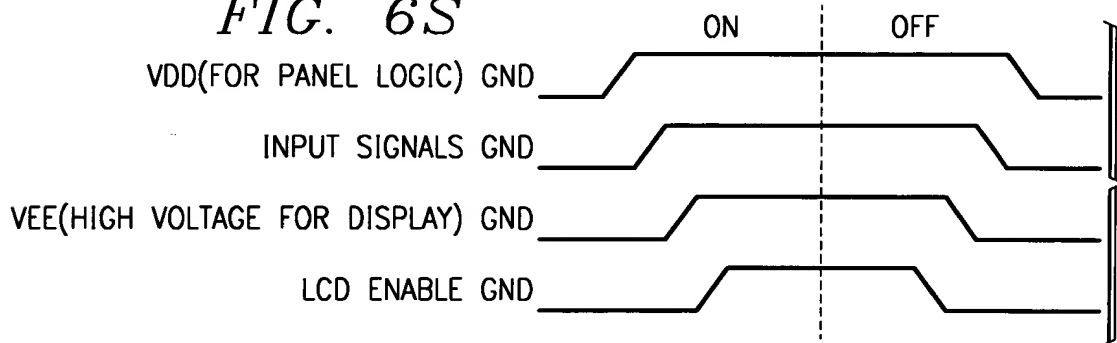 FIG. 6S
ON OFF
VDD(FOR PANEL LOGIC) GND
INPUT SIGNALS GND
VEE(HIGH VOLTAGE FOR DISPLAY) GND
LCD ENABLE GND